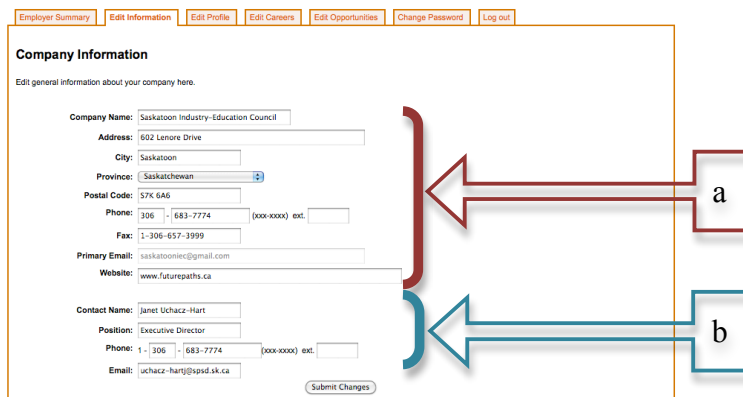 Employer Summary Edit Information Edit Profile Edit Careers Edit Opportunities Change Password Log out
Company Information
Edit general information about your company here.
Company Name: Saskatoon Industry-Education Council
Address: 602 Lenore Drive
City: Saskatoon
Province: Saskatchewan
Postal Code: S7K 6A6
Phone: 306 - 683-7774 (xxx-xxxx) ext.
Fax: 1-306-657-3999
Primary Email: saskatooniec@gmail.com
Website: www.futurepaths.ca
a
Contact Name: Janet Uchacz-Hart
Position: Executive Director
Phone: 1 - 306 - 683-7774 (xxx-xxxx) ext.
Email: uchacz-hartj@spsd.sk.ca
b
Submit Changes